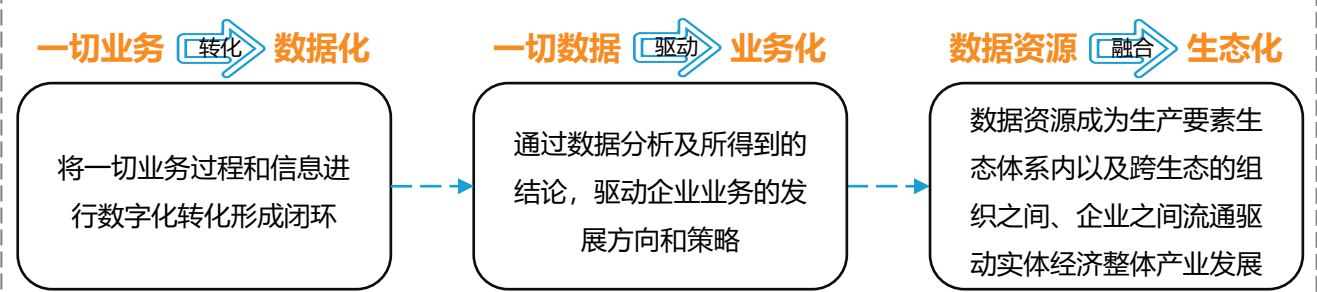 一切业务 转化 数据化
将一切业务过程和信息进
行数字化转化形成闭环
一切数据 驱动 业务化
通过数据分析及所得到的
结论，驱动企业业务的发
展方向和策略
数据资源 融合 生态化
数据资源成为生产要素生
态体系内以及跨生态的组
织之间、企业之间流通驱
动实体经济整体产业发展